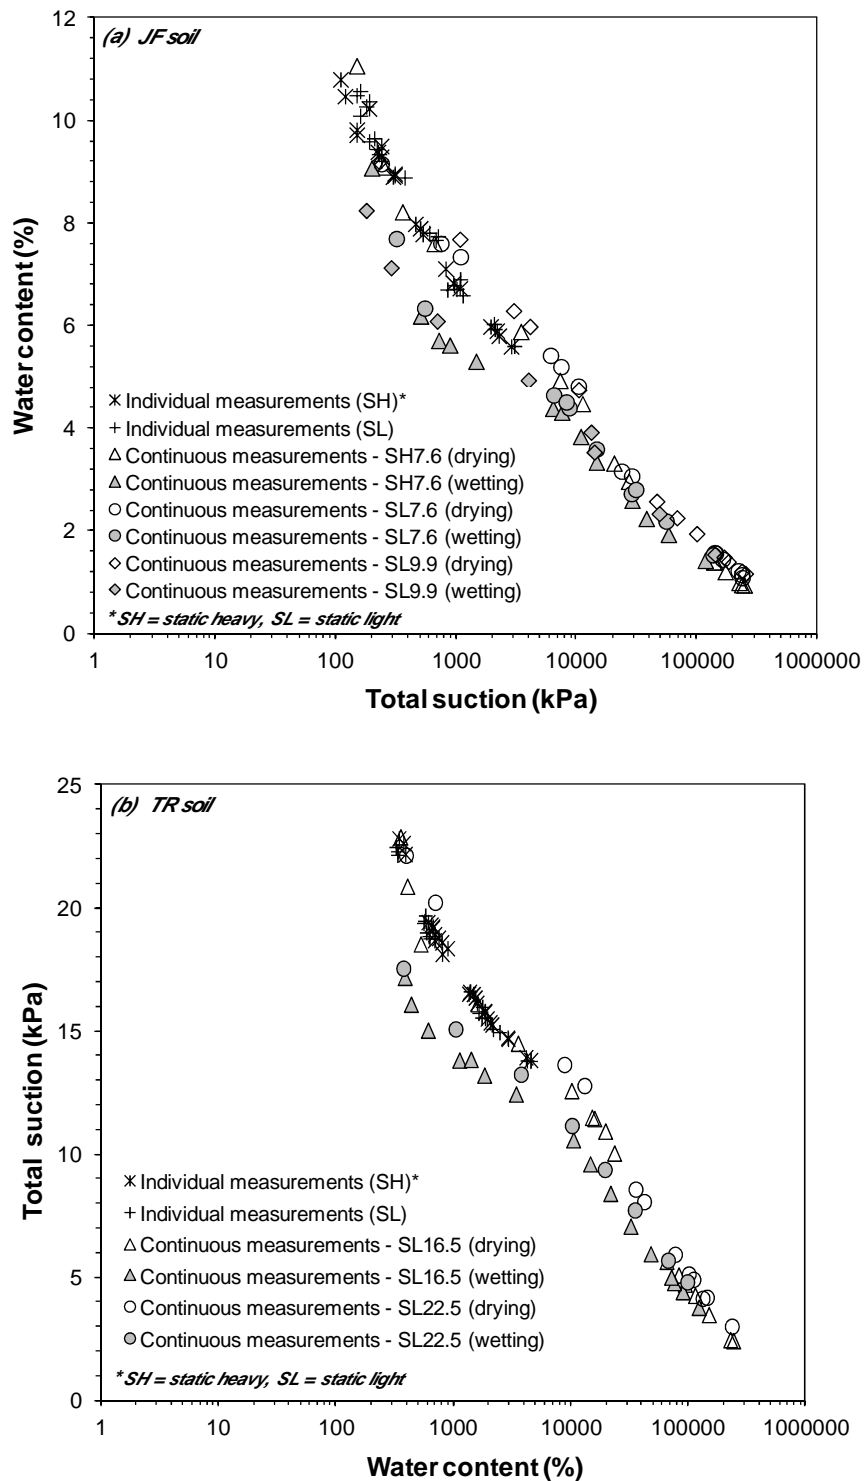 (a) JF soil
12
10
8
6
4
2
0
Water content (%)
Individual measurements (SH)*
Individual measurements (SL)
Continuous measurements - SH7.6 (drying)
Continuous measurements - SH7.6 (wetting)
Continuous measurements - SL7.6 (drying)
Continuous measurements - SL7.6 (wetting)
Continuous measurements - SL9.9 (drying)
Continuous measurements - SL9.9 (wetting)
* SH = static heavy, SL = static light
1 10 100 1000 10000 100000 1000000
Total suction (kPa)
(b) TR soil
25
20
15
10
5
0
Total suction (kPa)
Individual measurements (SH)*
Individual measurements (SL)
Continuous measurements - SL16.5 (drying)
Continuous measurements - SL16.5 (wetting)
Continuous measurements - SL22.5 (drying)
Continuous measurements - SL22.5 (wetting)
* SH = static heavy, SL = static light
1 10 100 1000 10000 100000 1000000
Water content (%)